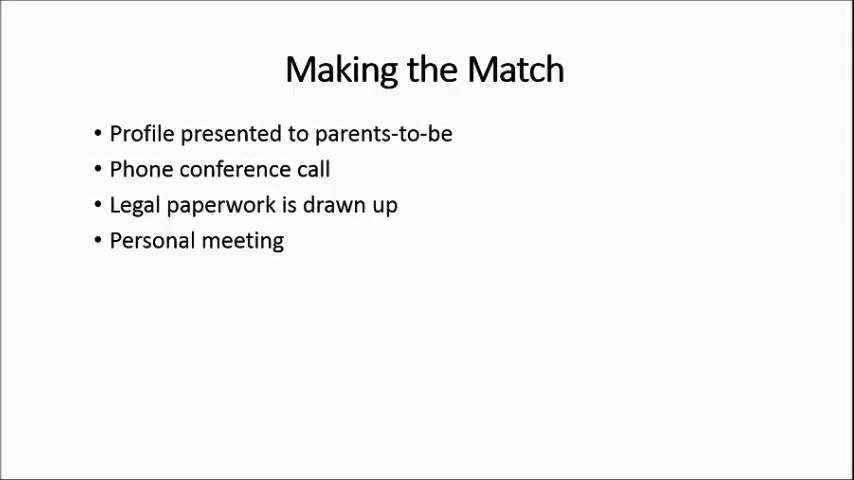 Making the Match
• Profile presented to parents-to-be
• Phone conference call
• Legal paperwork is drawn up
• Personal meeting